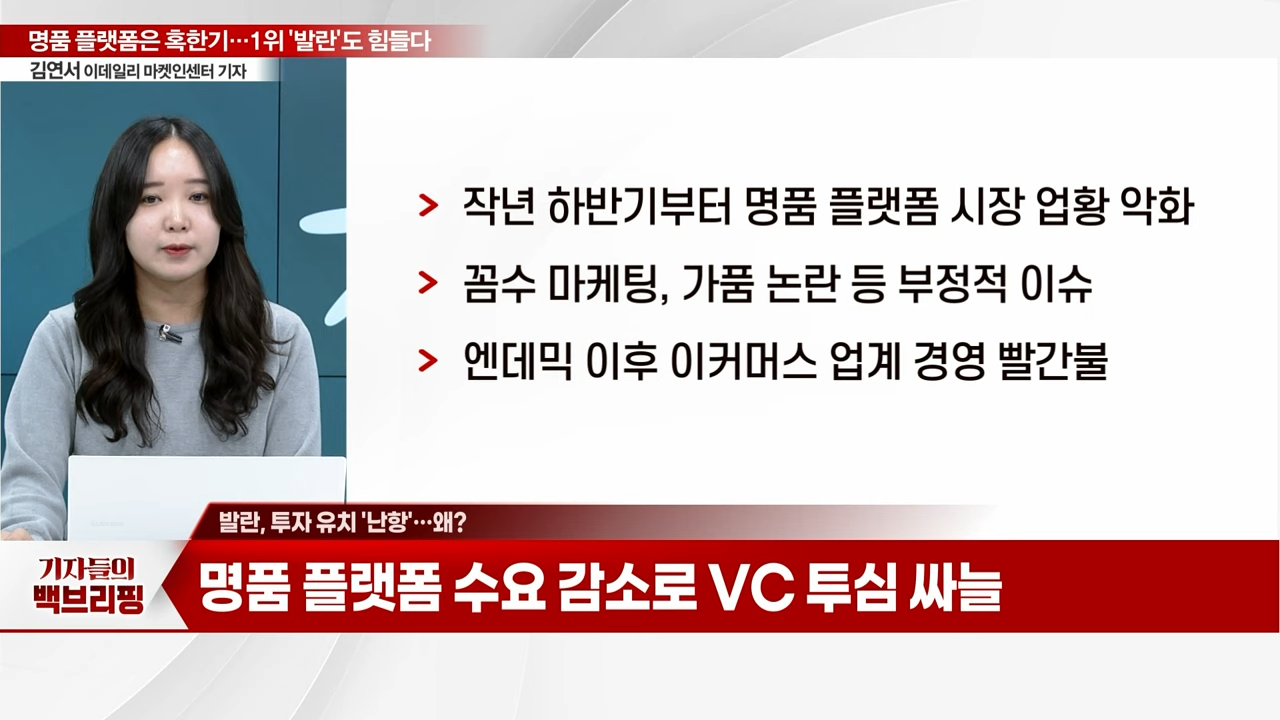 명품 플랫폼은 혹한기…1위 '발란'도 힘들다
김연서 이데일리 마켓인센터 기자
> 작년 하반기부터 명품 플랫폼 시장 업황 악화
> 꼼수 마케팅, 가품 논란 등 부정적 이슈
> 엔데믹 이후 이커머스 업계 경영 빨간불
발란, 투자 유치 '난항'…왜?
기자들의
백브리핑
명품 플랫폼 수요 감소로 VC 투심 싸늘